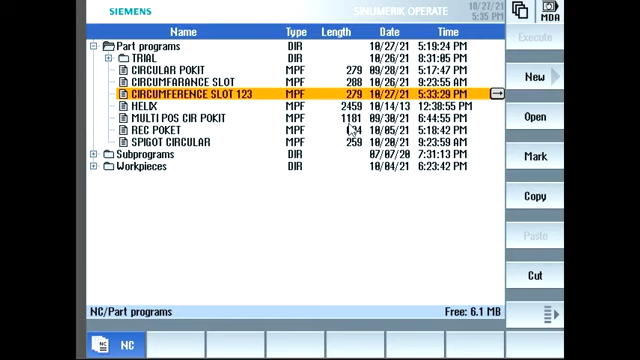 SIEMENS
SINUMERIK OPERATE
10/27/21
5:35 PM
MDA
Name Type Length Date Time
Part programs DIR 10/27/21 5:19:24 PM
TRIAL DIR 10/26/21 8:31:05 PM
CIRCULAR POKIT MPF 279 09/28/21 5:17:47 PM
CIRCUMFARANCE SLOT MPF 288 10/26/21 9:23:55 AM
CIRCUMFERENCE SLOT 123 MPF 279 10/27/21 5:33:29 PM
HELIX MPF 2459 10/14/13 12:38:55 PM
MULTI POS CIR POKIT MPF 1181 09/30/21 6:44:55 PM
REC POKET MPF 10/05/21 5:18:42 PM
SPIGOT CIRCULAR MPF 259 10/20/21 9:23:59 AM
Subprograms DIR 07/07/20 7:31:13 PM
Workpieces DIR 10/04/21 6:23:42 PM
NC/Part programs Free: 6.1 MB
Execute
New
Open
Mark
Copy
Paste
Cut
NC